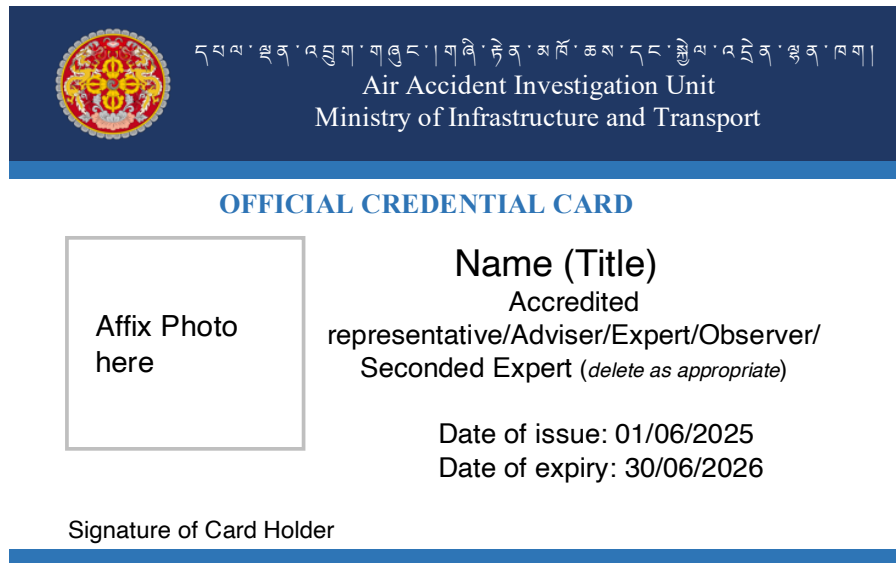 དཔལ་ལྡན་འབྲུག་གཞུང་། གཞི་རྟེན་མཁོ་ཆས་དང་སྐྱེལ་འདྲེན་ལྷན་ཁག།
Air Accident Investigation Unit
Ministry of Infrastructure and Transport
OFFICIAL CREDENTIAL CARD
Affix Photo
here
Name (Title)
Accredited
representative/Adviser/Expert/Observer/
Seconded Expert (delete as appropriate)
Date of issue: 01/06/2025
Date of expiry: 30/06/2026
Signature of Card Holder